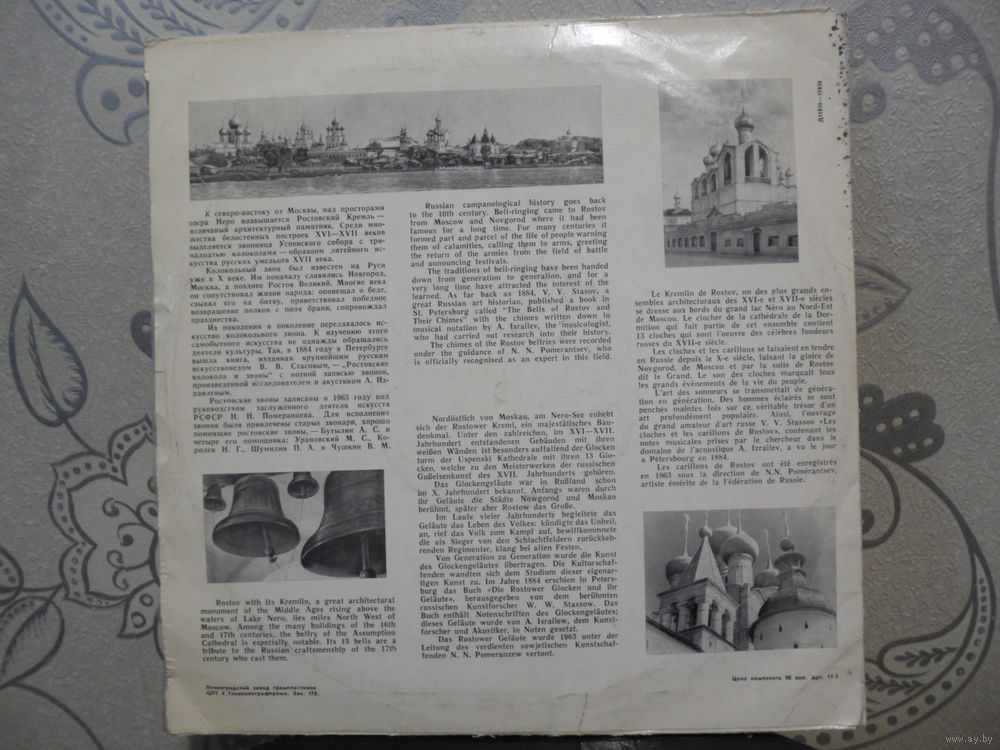 К северо-востоку от Москвы, над просторами
озера Неро возвышается Ростовский Кремль —
величавый архитектурный памятник. Среди мно-
жества белостенных построек XVI—XVII веков
выделяется звонница Успенского собора с три-
надцатью колоколами — образцом литейного ис-
кусства русских умельцев XVII века.
Колокольный звон был известен на Руси
уже в X веке. Им поначалу славились Новгород,
Москва, а позднее Ростов Великий. Многие века
он сопутствовал жизни народа: оповещал о беде,
сзывал его на битву, приветствовал победное
возвращение полков с поля брани, сопровождал
празднества.
Из поколения в поколение передавалось ис-
кусство колокольного звона. К изучению этого
самобытного искусства не однажды обращались
деятели культуры. Так, в 1884 году в Петербурге
вышла книга, изданная крупнейшим русским
искусствоведом В. В. Стасовым, — „Ростовские
колокола и звоны“ с нотной записью звонов,
произведенной исследователем и акустиком А. Из-
раилевым.
Ростовские звоны записаны в 1963 году под
руководством заслуженного деятеля искусств
РСФСР Н. Н. Померанцева. Для исполнения
звонов были привлечены старые звонари, хорошо
помнившие ростовские звоны, — Бутылин А. С. и
четыре его помощника: Урановский М. С., Ко-
ролев Н. Г., Шумилин П. А. и Чушкин В. М.
Rostov with its Kremlin, a great architectural
monument of the Middle Ages rising above the
waters of Lake Nero, lies miles North West of
Moscow. Among the many buildings of the 16th
and 17th centuries, the belfry of the Assumption
Cathedral is especially notable. Its 13 bells are a
tribute to the Russian craftsmenship of the 17th
century who cast them.
Russian campanological history goes back
to the 10th century. Bell-ringing came to Rostov
from Moscow and Novgorod where it had been
famous for a long time. For many centuries it
formed part and parcel of the life of people warning
them of calamities, calling them to arms, greeting
the return of the armies from the field of battle
and announcing festivals.
The traditions of bell-ringing have been handed
down from generation to generation, and for a
very long time have attracted the interest of the
learned. As far back as 1884, V. V. Stasov, a
great Russian art historian, published a book in
St. Petersburg called “The Bells of Rostov and
Their Chimes” with the chimes written down in
musical notation by A. Israilev, the musicologist,
who had carried out research into their history.
The chimes of the Rostov belfries were recorded
under the guidance of N. N. Pomerantsev, who
is officially recognised as an expert in this field.
Nordöstlich von Moskau, am Nero-See enhebt
sich der Rostower Kreml, ein majestätisches Bau-
denkmal. Unter den zahlreichen, im XVI—XVII.
Jahrhundert entstandenen Gebäuden mit ihren
weißen Wänden ist besonders auffallend der Glocken
turm der Uspenski Kathedrale mit ihren 13 Glo-
cken, welche zu den Meisterwerken der russischen
Gußeisenkunst des XVII. Jahrhunderts gehören.
Das Glockengeläute war in Rußland schon
im X. Jahrhundert bekannt. Anfangs waren durch
ihr Geläute die Städte Nowgorod und Moskau
berühmt, später aber Rostow das Große.
Im Laufe vieler Jahrhunderte begleitete das
Geläute das Leben des Volkes: kündigte das Unheil,
an, rief das Volk zum Kampf auf, bewillkommnete
die als Sieger von den Schlachtfeldern zurückkeh-
renden Regimenter, klang bei allen Festen.
Von Generation zu Generation wurde die Kunst
des Glockengeläutes übertragen. Die Kulturschaf-
fenden wandten sich dem Studium dieser eigenar-
tigen Kunst zu. Im Jahre 1884 erschien in Peters-
burg das Buch «Die Rostower Glocken und ihr
Geläute», herausgegeben von dem berühmten
russischen Kunstforscher W. W. Stassow. Das
Buch enthält Notenschriften des Glockengeläutes;
dieses Geläute wurde von A. Israilew, dem Kunst-
forscher und Akustiker, in Noten gesetzt.
Das Rostower Geläute wurde 1963 unter der
Leitung des verdienten sowjetischen Kunstschaf-
fenden N. N. Pomeranzew vertont.
Le Kremlin de Rostov, un des plus grands en-
sembles architecturaux des XVI-e et XVII-e siècles
se dresse aux bords du grand lac Néro au Nord-Est
de Moscou. Le clocher de la cathédrale de la Dor-
mition qui fait partie de cet ensemble contient
13 cloches qui sont l'œuvre des célèbres fondeurs
russes du XVII-e siècle.
Les cloches et les carillons se faisaient en tendre
en Russie depuis le X-e siècle, faisant la gloire de
Novgorod, de Moscou et par la suite de Rostov
dit le Grand. Le son des cloches marquait tous
les grands événements de la vie du peuple.
L'art des sonneurs se transmettait de généra-
tion en génération. Des hommes éclairés se sont
penchés maintes fois sur ce véritable trésor d'un
art profondément populaire. Ainsi, l'ouvrage
du grand amateur d'art russe V. V. Stassov «Les
cloches et les carillons de Rostov», contenant les
notes musicales prises par le chercheur dans le
domaine de l'acoustique A. Izrailev, a vu le jour
a Pétersbourg en 1884.
Les carillons de Rostov ont été enregistrés
en 1963 sous la direction de N.N. Pomérantsev,
artiste émérite de la Fédération de Russie.
Ленинградский завод грампластинок
ЦЯТ 4 Главполиграфпрома. Зак. 178.
Цена комплекта 90 коп. Арт. 11-3
www.ay.by